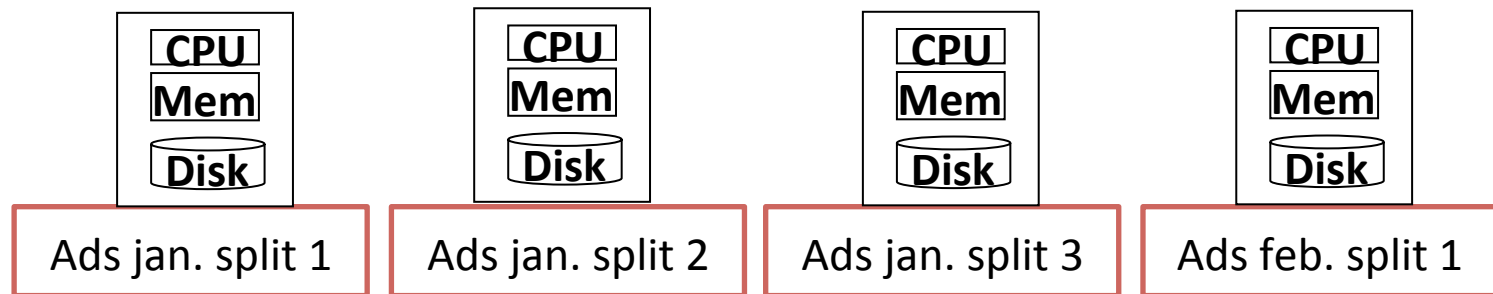 CPU
Mem
Disk
Ads jan. split 1
CPU
Mem
Disk
Ads jan. split 2
CPU
Mem
Disk
Ads jan. split 3
CPU
Mem
Disk
Ads feb. split 1